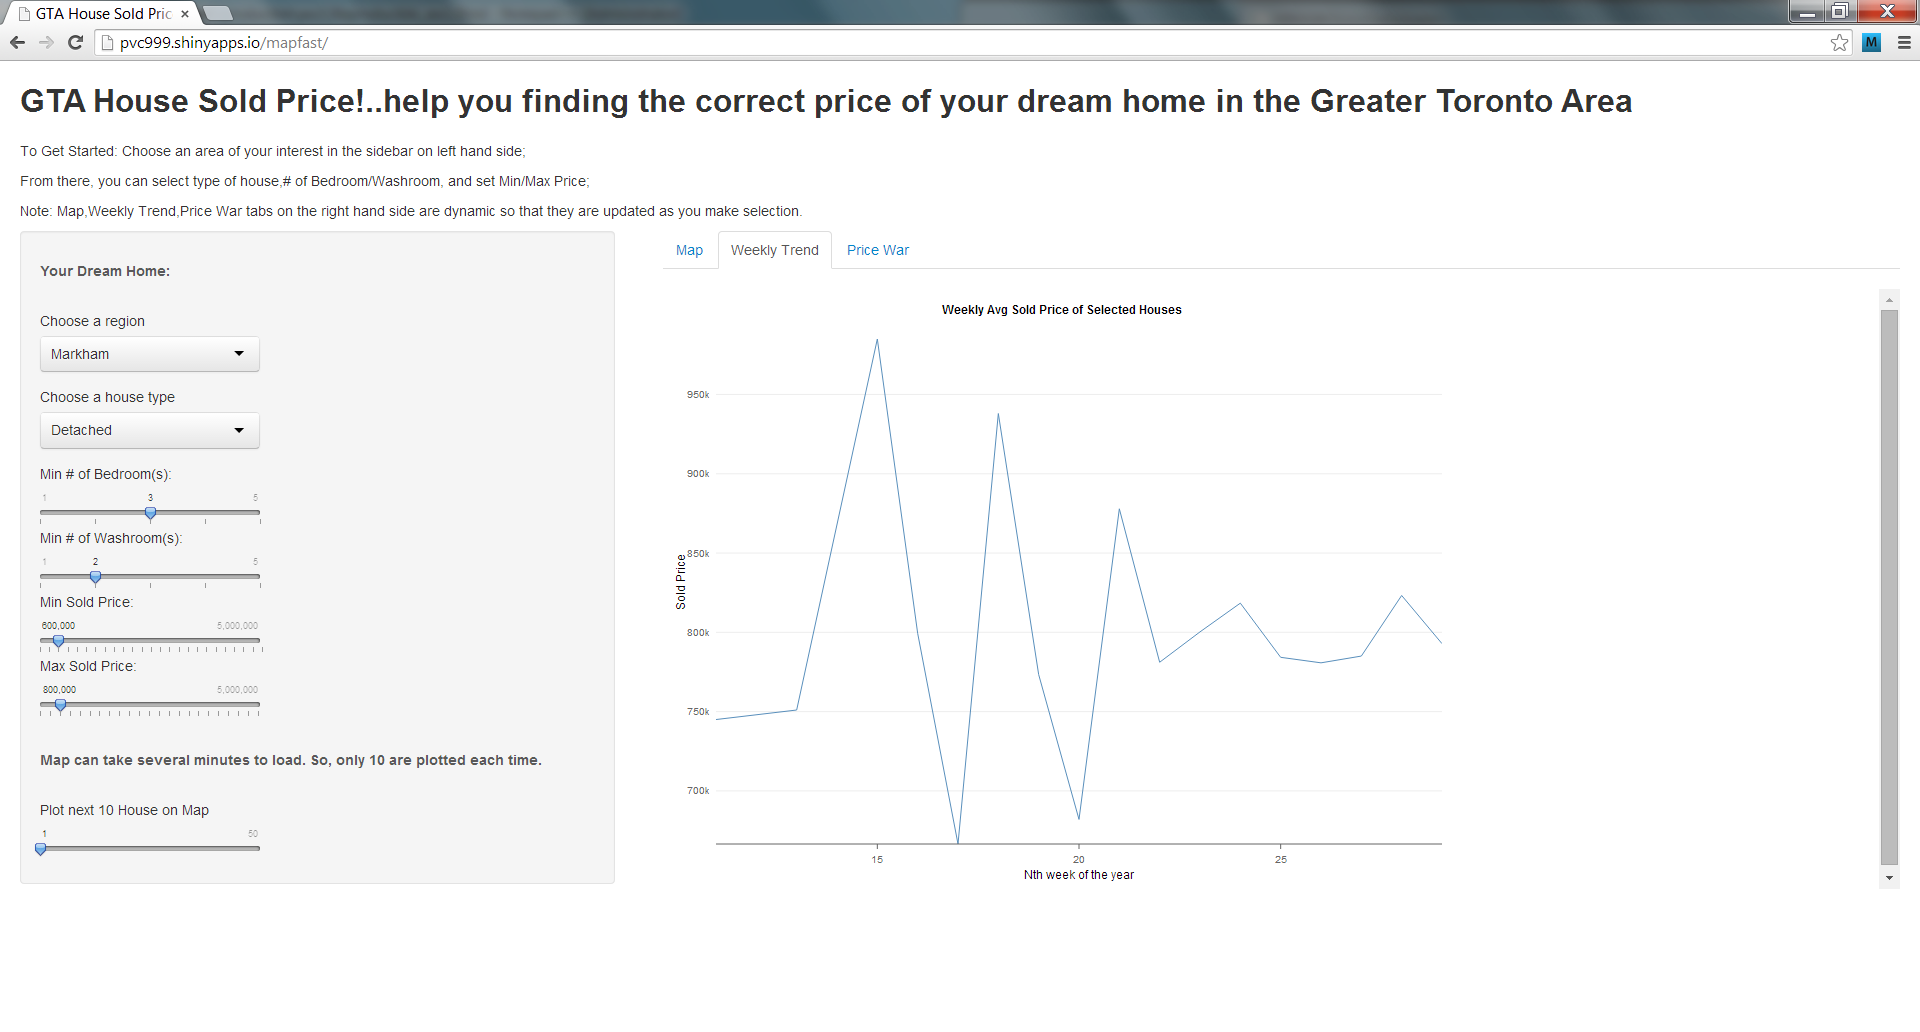 GTA House Sold Pric
pvc999.shinyapps.io/mapfast/
M
GTA House Sold Price!..help you finding the correct price of your dream home in the Greater Toronto Area
To Get Started: Choose an area of your interest in the sidebar on left hand side;
From there, you can select type of house,# of Bedroom/Washroom, and set Min/Max Price;
Note: Map,Weekly Trend,Price War tabs on the right hand side are dynamic so that they are updated as you make selection.
Your Dream Home:
Choose a region
Markham
Choose a house type
Detached
Min # of Bedroom(s):
1 3 5
Min # of Washroom(s):
1 2 5
Min Sold Price:
600,000 5,000,000
Max Sold Price:
800,000 5,000,000
Map can take several minutes to load. So, only 10 are plotted each time.
Plot next 10 House on Map
1 50
Map Weekly Trend Price War
Weekly Avg Sold Price of Selected Houses
950k
900k
850k
800k
750k
700k
Sold Price
15 20 25
Nth week of the year